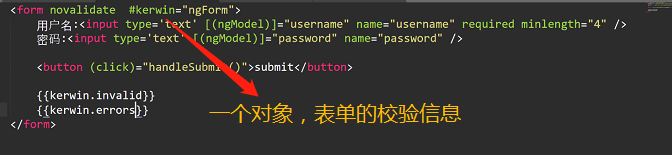 <form novalidate  #kerwin="ngForm">
用户名:<input type='text' [(ngModel)]="username" name="username" required minlength="4" />
密码:<input type='text' [(ngModel)]="password" name="password" />
<button (click)="handleSubm()">submit</button>
{{kerwin.invalid}}
{{kerwin.errors}}
一个对象，表单的校验信息
</form>